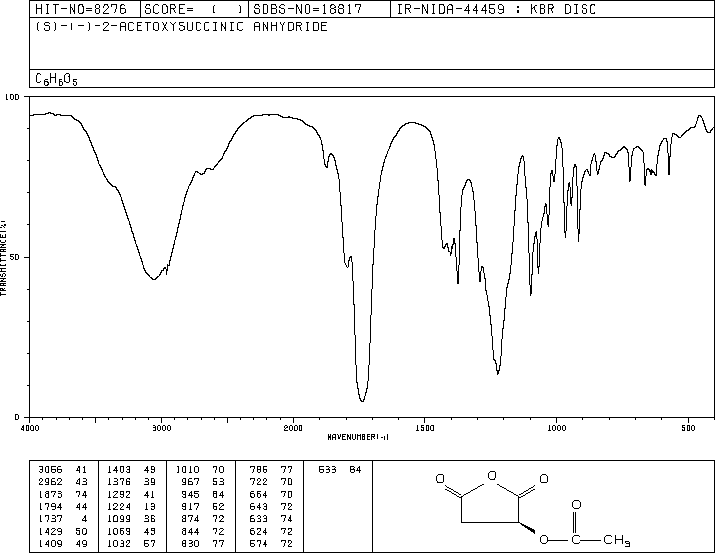 HIT-NO=8276 SCORE= ( ) SDBS-NO=18817 IR-NIDA-44459 : KBR DISC
(S)-(-)-2-ACETOXYSUCCINIC ANHYDRIDE
C6H6O5
100
50
0
TRANSMITTANCE(%)
4000 3000 2000 1500 1000 500
WAVENUMBER(-1)
3066 41 1403 49 1010 70 786 77 633 84
2962 43 1376 39 967 53 722 70
1873 74 1292 41 945 64 664 70
1794 44 1224 13 917 62 643 72
1737 4 1099 36 874 72 633 74
1429 50 1069 43 844 72 624 72
1409 49 1032 67 830 77 574 72
O O O
O C CH3
O